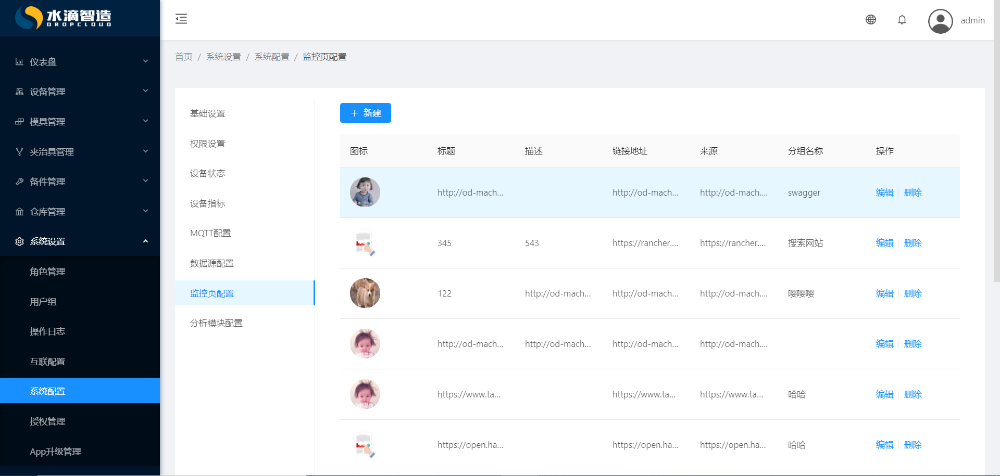 水滴智造
DROPCLOUD
admin
首页 / 系统设置 / 系统配置 / 监控页配置
仪表盘
设备管理
模具管理
夹治具管理
备件管理
仓库管理
系统设置
角色管理
用户组
操作日志
互联配置
系统配置
授权管理
App升级管理
基础设置
权限设置
设备状态
设备指标
MQTT配置
数据源配置
监控页配置
分析模块配置
+ 新建
图标 标题 描述 链接地址 来源 分组名称 操作
http://od-mach... http://od-mach... http://od-mach.... swagger 编辑 删除
345 543 https://rancher.... https://rancher.... 搜索网站 编辑 删除
122 http://od-mach... http://od-mach... http://od-mach.... 嘤嘤嘤 编辑 删除
http://od-mach... http://od-mach... http://od-mach... http://od-mach.... 编辑 删除
https://www.ta... https://www.ta... https://www.ta... 哈哈 编辑 删除
https://open.ha... https://open.ha... https://open.ha... 哈哈 编辑 删除